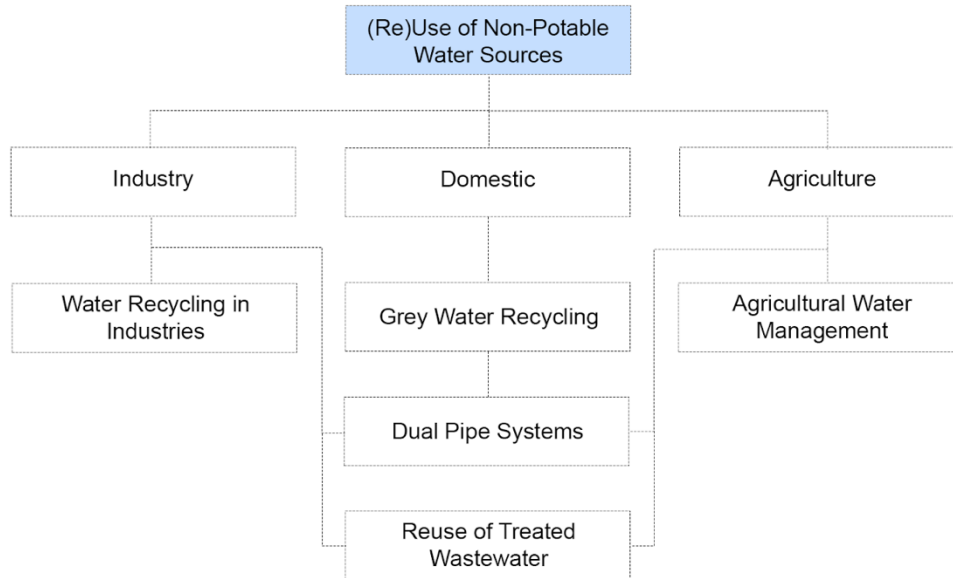 (Re)Use of Non-Potable
Water Sources
Industry
Domestic
Agriculture
Water Recycling in
Industries
Grey Water Recycling
Agricultural Water
Management
Dual Pipe Systems
Reuse of Treated
Wastewater